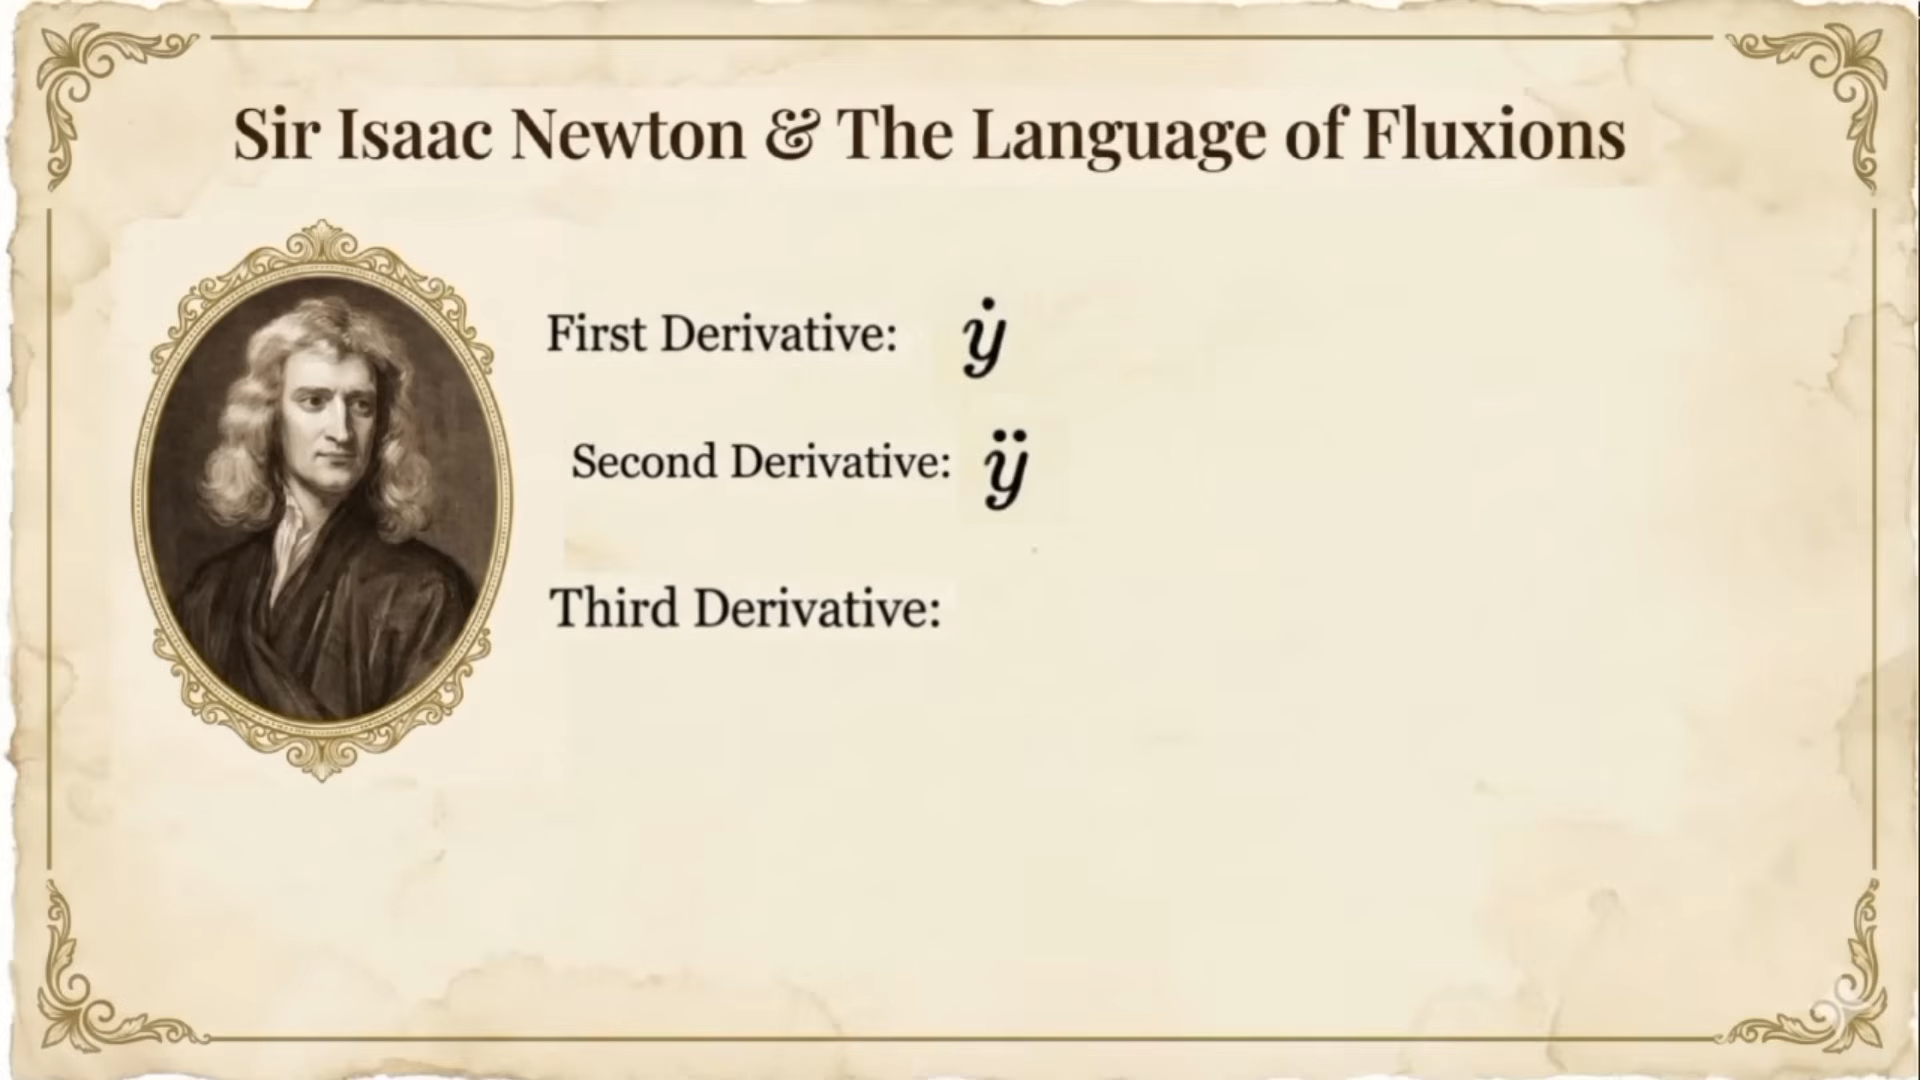 Sir Isaac Newton & The Language of Fluxions
First Derivative: ẏ
Second Derivative: ÿ
Third Derivative: